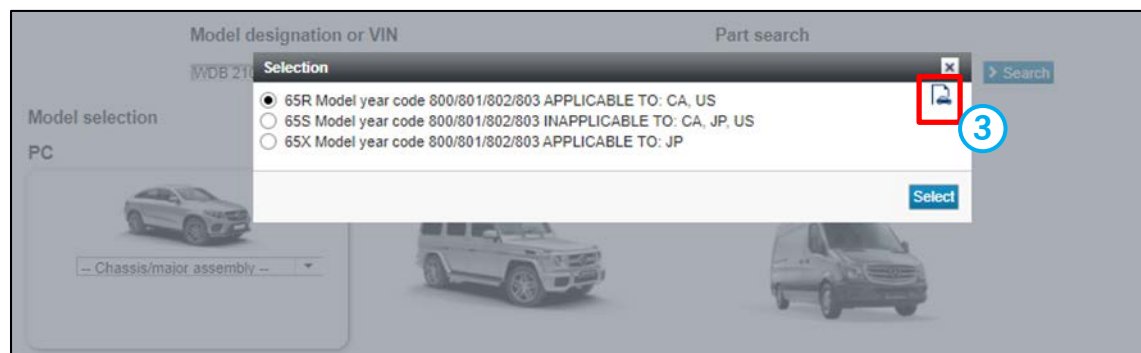 Model designation or VIN
Part search
WDB 210
Selection
Search
65R Model year code 800/801/802/803 APPLICABLE TO: CA, US
65S Model year code 800/801/802/803 INAPPLICABLE TO: CA, JP, US
3
Model selection
65X Model year code 800/801/802/803 APPLICABLE TO: JP
PC
Select
-- Chassis/major assembly --